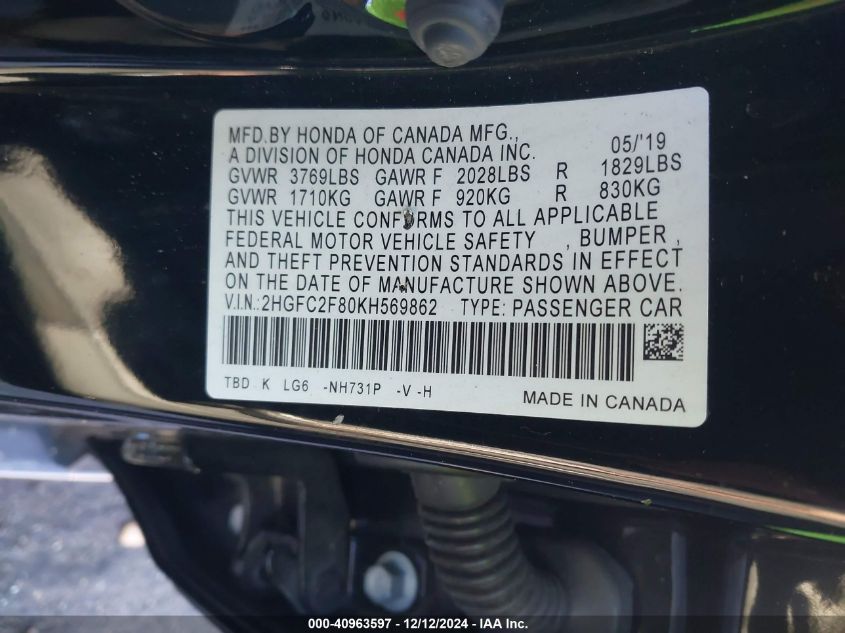 MFD.BY HONDA OF CANADA MFG., 05/'19
A DIVISION OF HONDA CANADA INC.
GVWR 3769LBS GAWR F 2028LBS R 1829LBS
GVWR 1710KG GAWR F 920KG R 830KG
THIS VEHICLE CONFORMS TO ALL APPLICABLE
FEDERAL MOTOR VEHICLE SAFETY , BUMPER ,
AND THEFT PREVENTION STANDARDS IN EFFECT
ON THE DATE OF MANUFACTURE SHOWN ABOVE.
V.I.N.:2HGFC2F80KH569862 TYPE: PASSENGER CAR
TBD K LG6 -NH731P -V -H
MADE IN CANADA
000-40963597 - 12/12/2024 - IAA Inc.